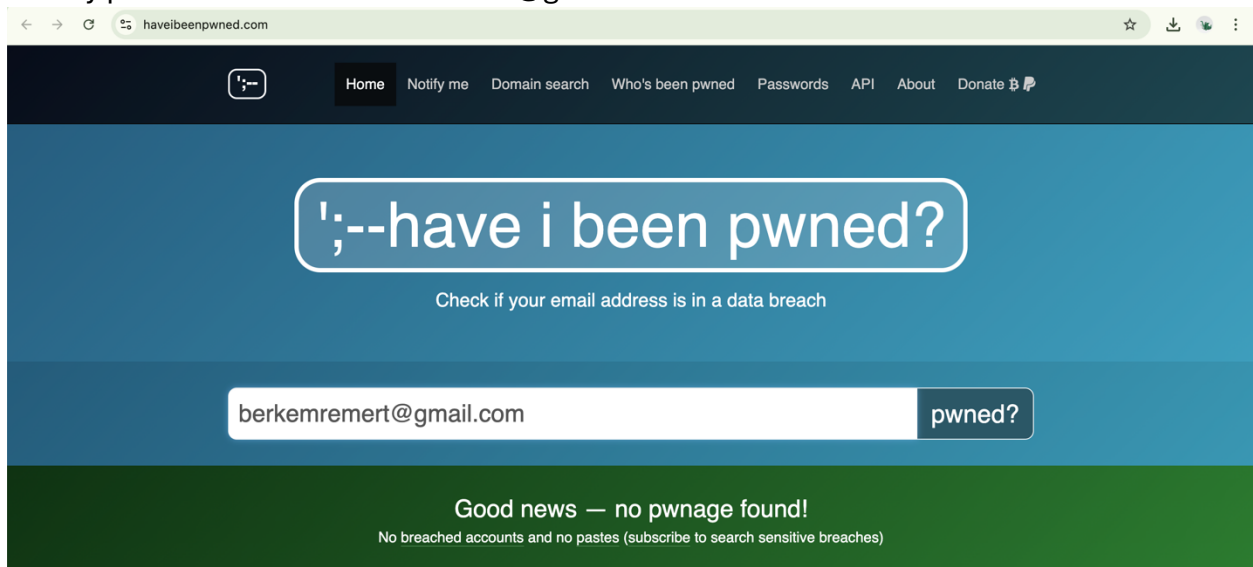 haveibeenpwned.com
';--
Home Notify me Domain search Who's been pwned Passwords API About Donate
';--have i been pwned?
Check if your email address is in a data breach
berkemremert@gmail.com pwned?
Good news — no pwnage found!
No breached accounts and no pastes (subscribe to search sensitive breaches)